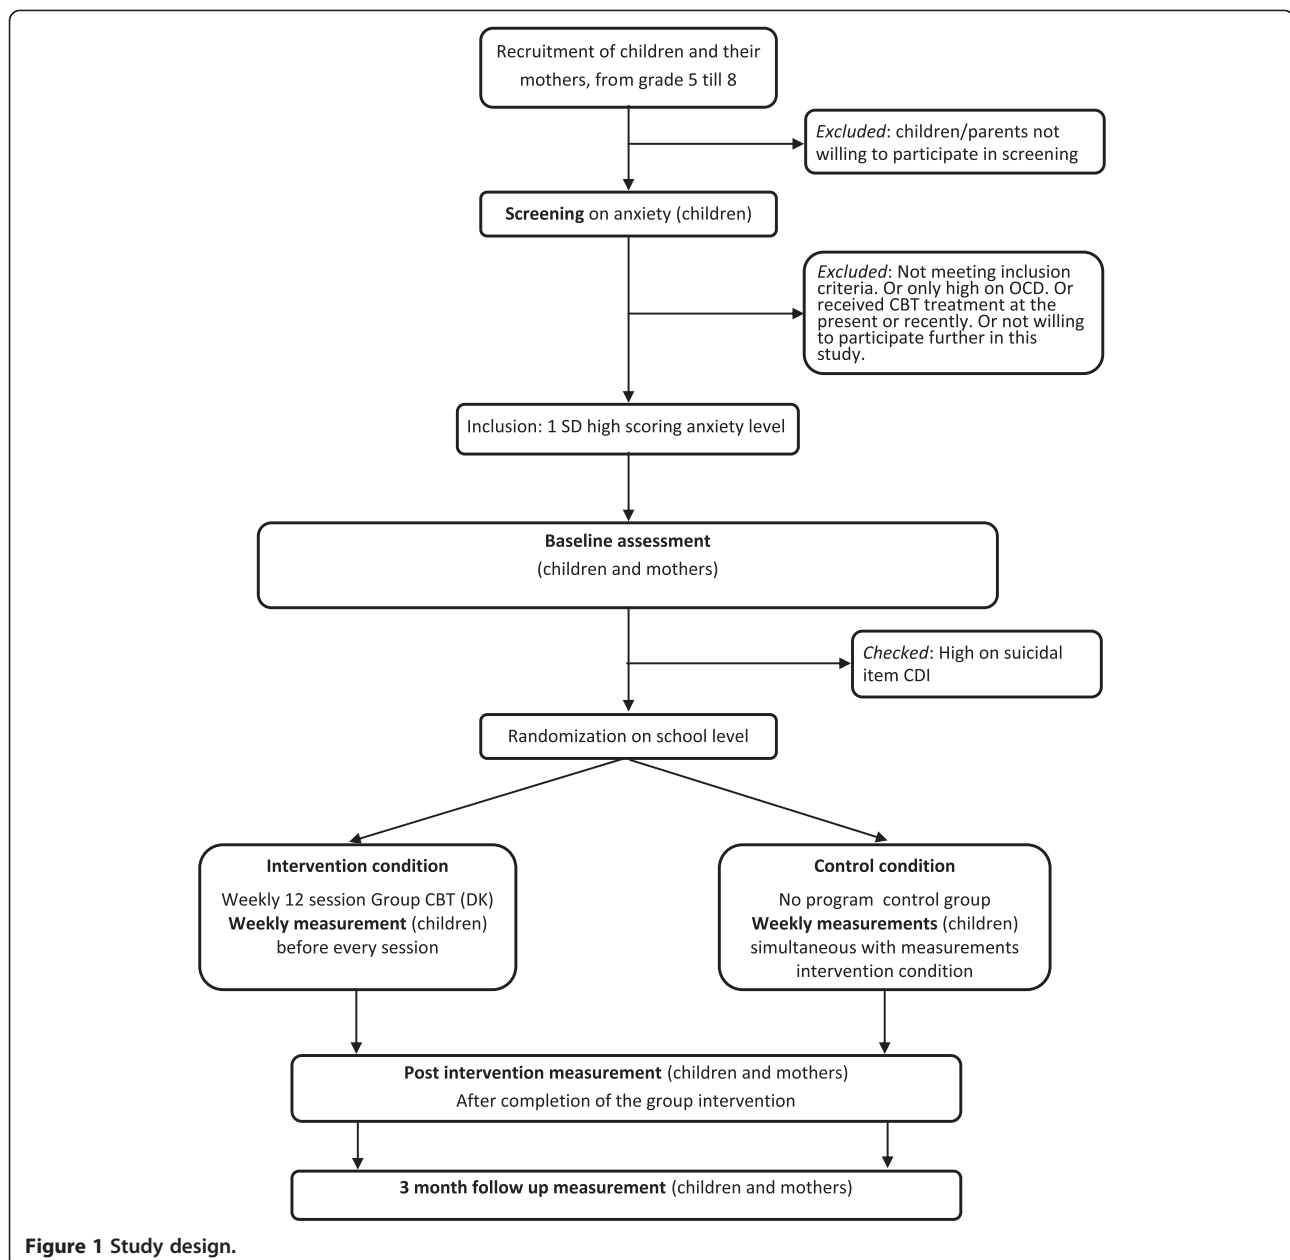 Recruitment of children and their
mothers, from grade 5 till 8
Excluded: children/parents not
willing to participate in screening
Screening on anxiety (children)
Excluded: Not meeting inclusion
criteria. Or only high on OCD. Or
received CBT treatment at the
present or recently. Or not willing
to participate further in this
study.
Inclusion: 1 SD high scoring anxiety level
Baseline assessment
(children and mothers)
Checked: High on suicidal
item CDI
Randomization on school level
Intervention condition
Weekly 12 session Group CBT (DK)
Weekly measurement (children)
before every session
Control condition
No program control group
Weekly measurements (children)
simultaneous with measurements
intervention condition
Post intervention measurement (children and mothers)
After completion of the group intervention
3 month follow up measurement (children and mothers)
Figure 1 Study design.